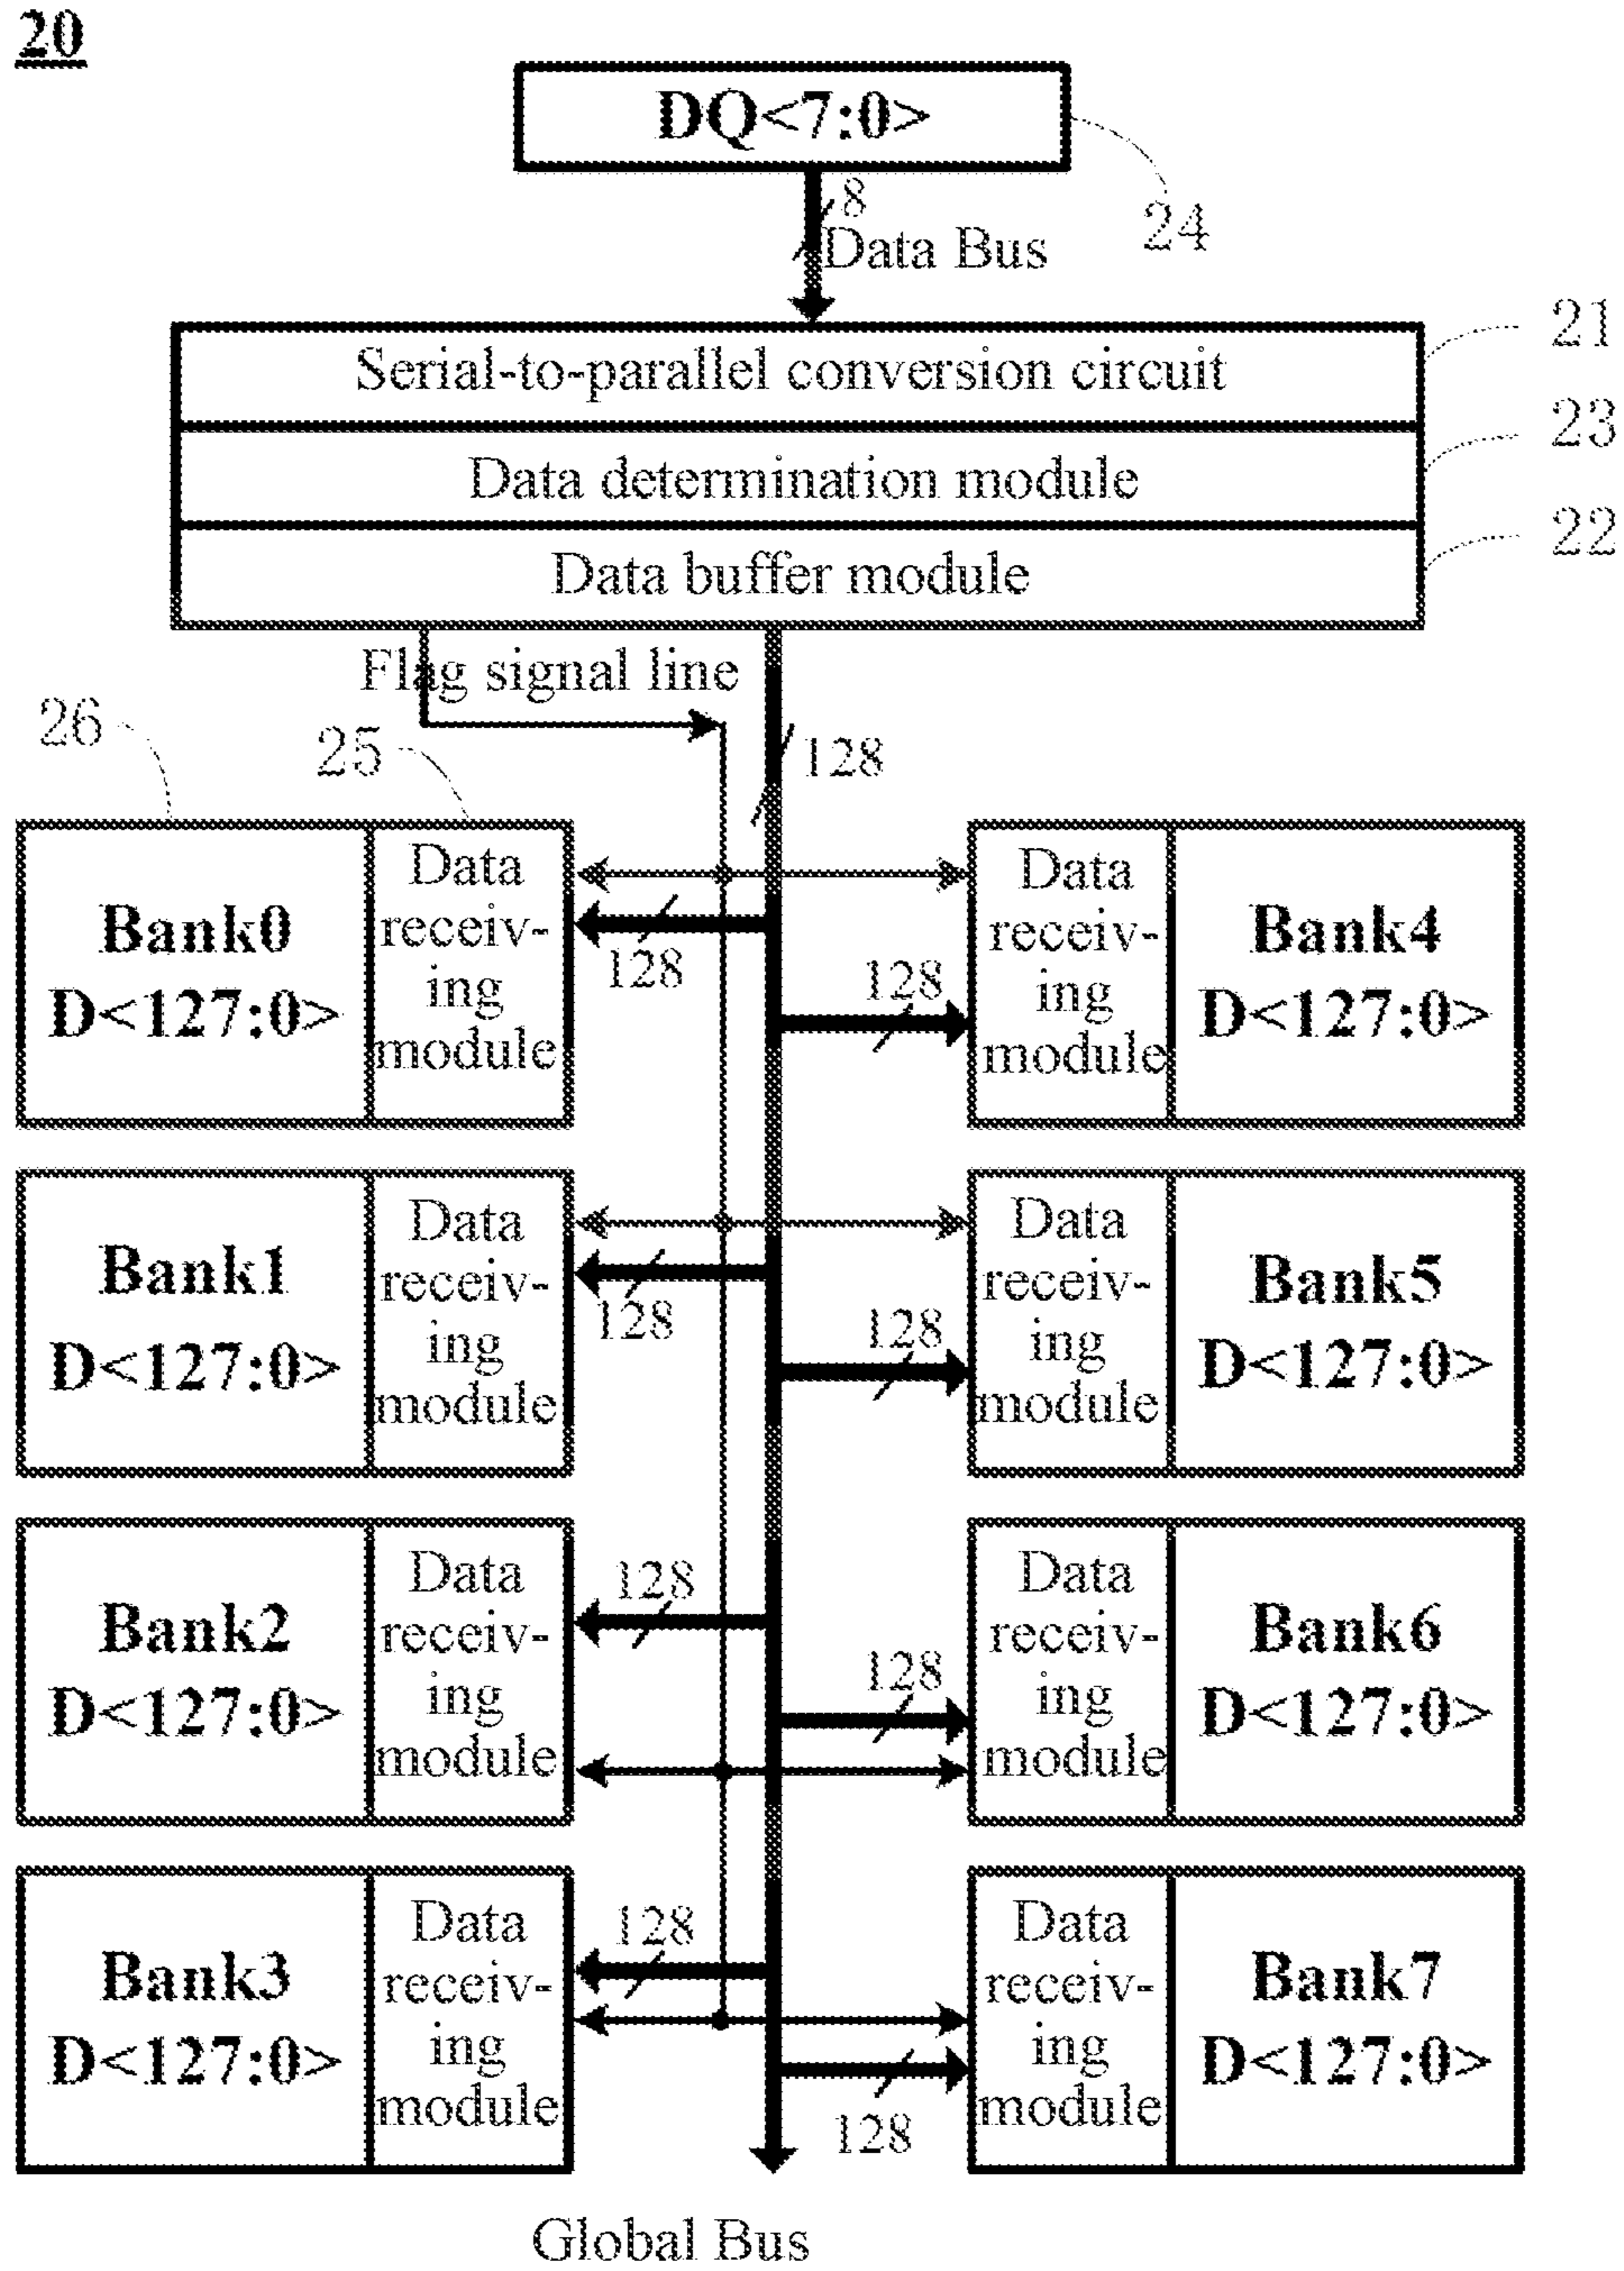 20
DQ<7:0>
8
Data Bus
24
Serial-to-parallel conversion circuit
21
Data determination module
23
Data buffer module
22
Flag signal line
128
26
25
Bank0
D<127:0>
Data
receiv-
ing
module
128
128
Data
receiv-
ing
module
Bank4
D<127:0>
Bank1
D<127:0>
Data
receiv-
ing
module
128
128
Data
receiv-
ing
module
Bank5
D<127:0>
Bank2
D<127:0>
Data
receiv-
ing
module
128
128
Data
receiv-
ing
module
Bank6
D<127:0>
Bank3
D<127:0>
Data
receiv-
ing
module
128
128
Data
receiv-
ing
module
Bank7
D<127:0>
Global Bus